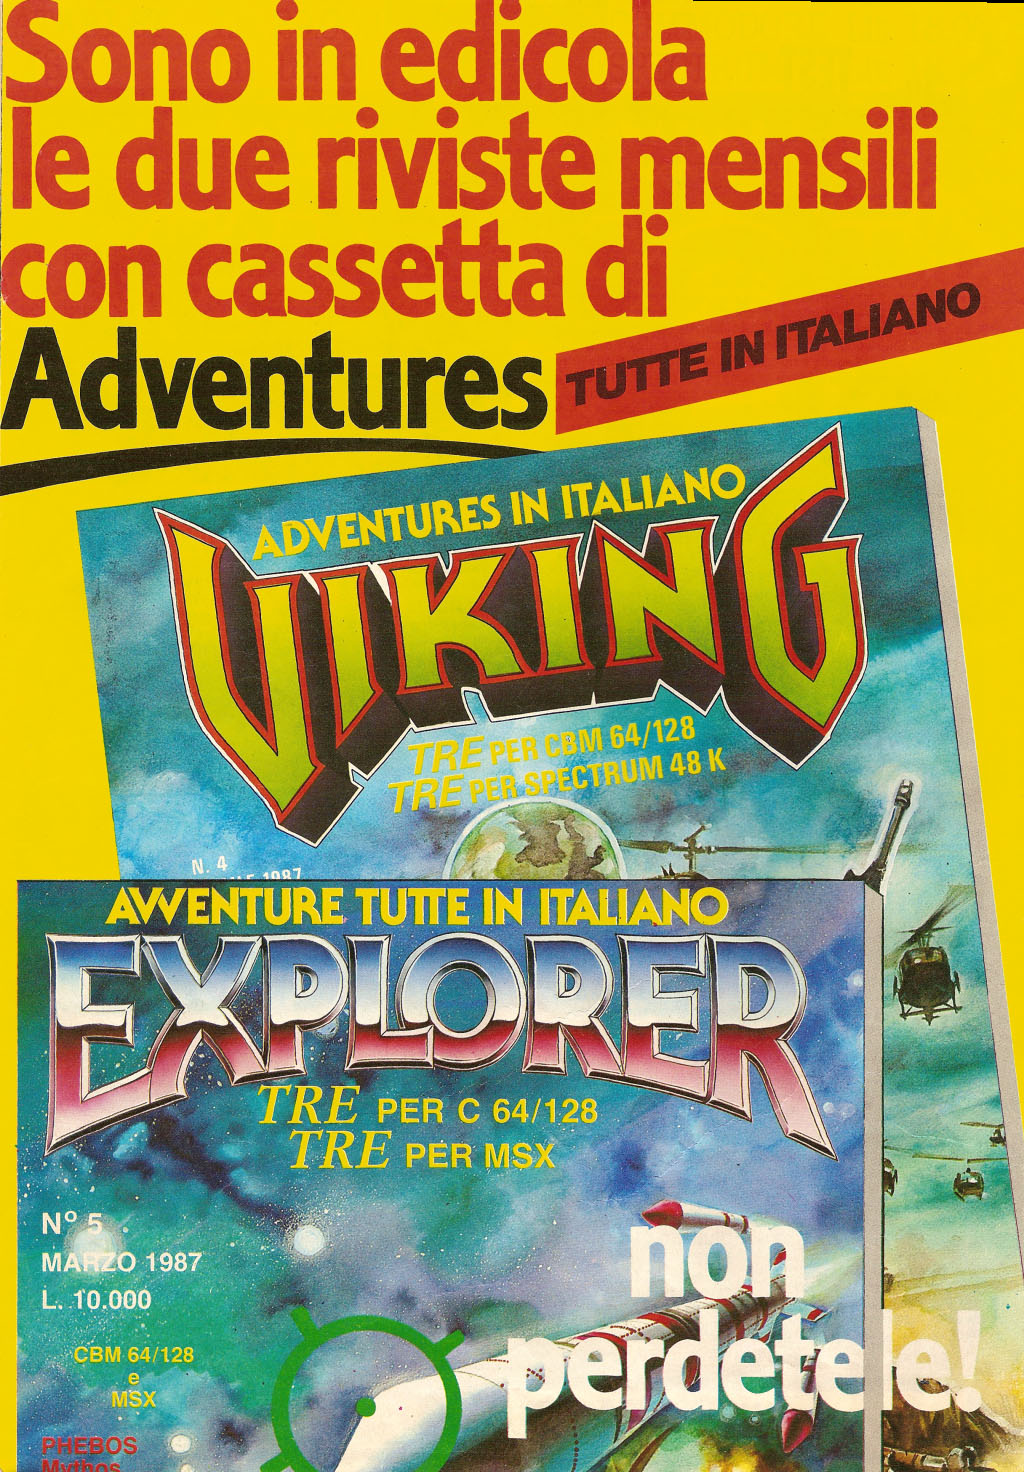 Sono in edicola
le due riviste mensili
con cassetta di
Adventures
TUTTE IN ITALIANO
ADVENTURES IN ITALIANO
VIKING
TRE PER CBM 64/128
TRE PER SPECTRUM 48 K
N. 4
1987
AVVENTURE TUTTE IN ITALIANO
EXPLORER
TRE PER C 64/128
TRE PER MSX
N° 5
MARZO 1987
L. 10.000
CBM 64/128
e
MSX
PHEBOS
Mythos
non
perdetele!